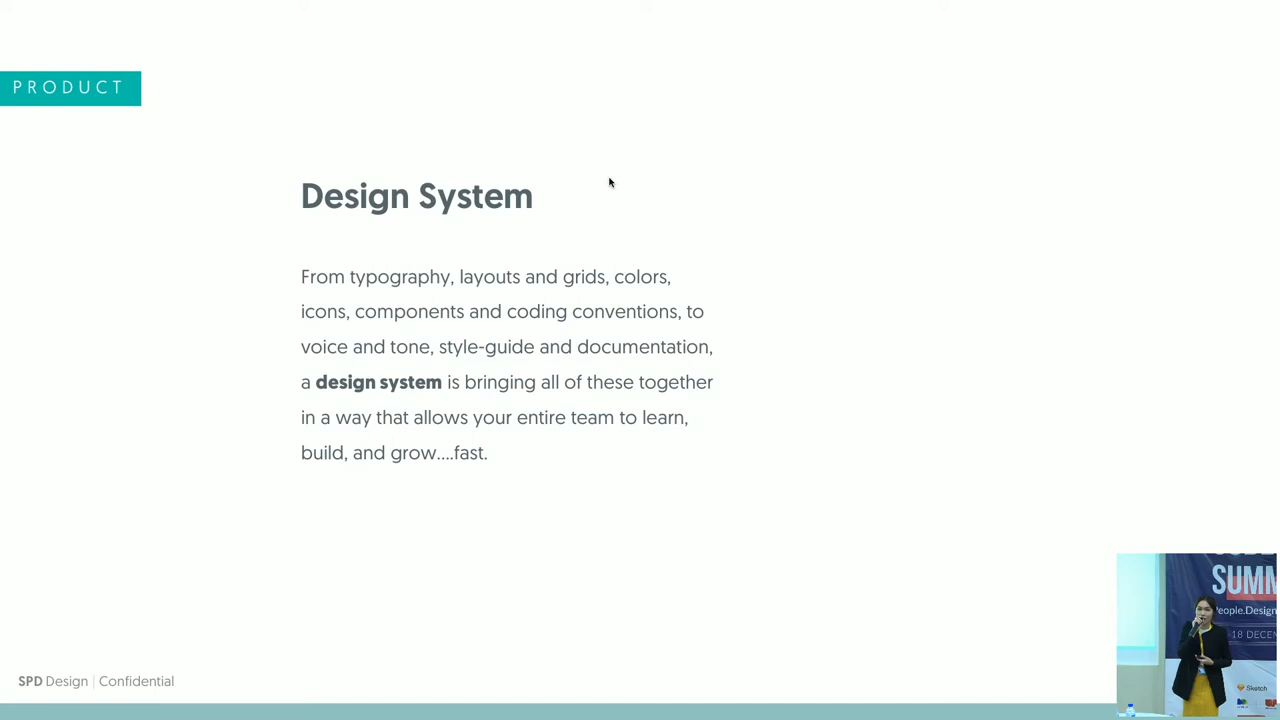 PRODUCT
Design System
From typography, layouts and grids, colors,
icons, components and coding conventions, to
voice and tone, style-guide and documentation,
a design system is bringing all of these together
in a way that allows your entire team to learn,
build, and grow....fast.
SUMM
People.Design
18 DECEM
Sketch
SPD Design | Confidential